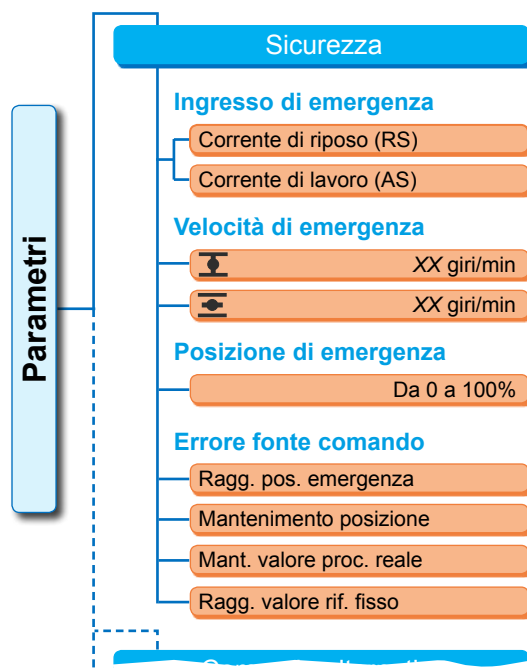 Parametri
Sicurezza
Ingresso di emergenza
Corrente di riposo (RS)
Corrente di lavoro (AS)
Velocità di emergenza
XX giri/min
XX giri/min
Posizione di emergenza
Da 0 a 100%
Errore fonte comando
Ragg. pos. emergenza
Mantenimento posizione
Mant. valore proc. reale
Ragg. valore rif. fisso